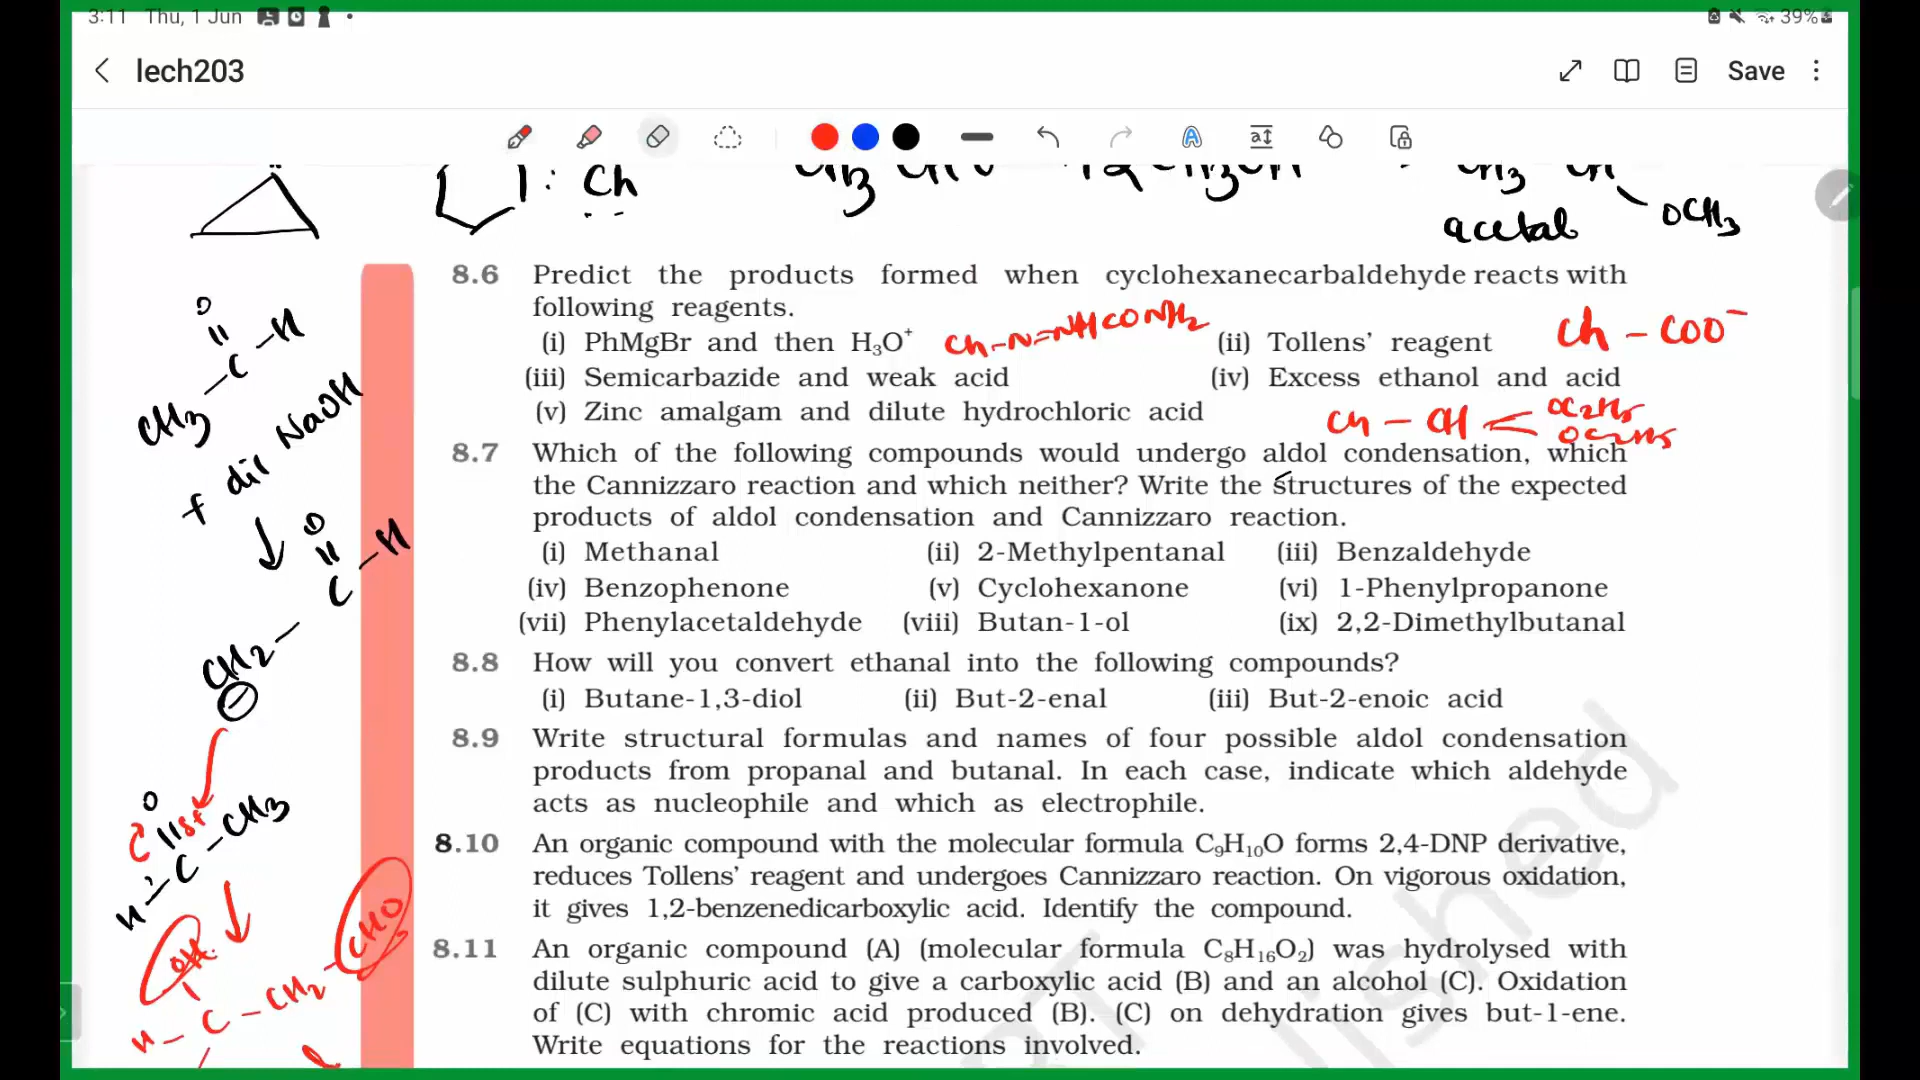 3:11 Thu, 1 Jun
39%
lech203
Save
: Ch
OCH3
acetal
8.6 Predict the products formed when cyclohexanecarbaldehyde reacts with
following reagents.
(i) PhMgBr and then H₃O⁺ Ch-N=NHCONH2 (ii) Tollens' reagent Ch-COO⁻
(iii) Semicarbazide and weak acid (iv) Excess ethanol and acid
(v) Zinc amalgam and dilute hydrochloric acid Ch-CH< OC2H5
OC2H5
8.7 Which of the following compounds would undergo aldol condensation, which
the Cannizzaro reaction and which neither? Write the structures of the expected
products of aldol condensation and Cannizzaro reaction.
(i) Methanal (ii) 2-Methylpentanal (iii) Benzaldehyde
(iv) Benzophenone (v) Cyclohexanone (vi) 1-Phenylpropanone
(vii) Phenylacetaldehyde (viii) Butan-1-ol (ix) 2,2-Dimethylbutanal
8.8 How will you convert ethanal into the following compounds?
(i) Butane-1,3-diol (ii) But-2-enal (iii) But-2-enoic acid
8.9 Write structural formulas and names of four possible aldol condensation
products from propanal and butanal. In each case, indicate which aldehyde
acts as nucleophile and which as electrophile.
8.10 An organic compound with the molecular formula C₉H₁₀O forms 2,4-DNP derivative,
reduces Tollens' reagent and undergoes Cannizzaro reaction. On vigorous oxidation,
it gives 1,2-benzenedicarboxylic acid. Identify the compound.
8.11 An organic compound (A) (molecular formula C₈H₁₆O₂) was hydrolysed with
dilute sulphuric acid to give a carboxylic acid (B) and an alcohol (C). Oxidation
of (C) with chromic acid produced (B). (C) on dehydration gives but-1-ene.
Write equations for the reactions involved.
O
C-H
CH3
+ dil NaOH
O
C-H
CH2
O
C-CH3
H
OH
CHO
H-C-CH2